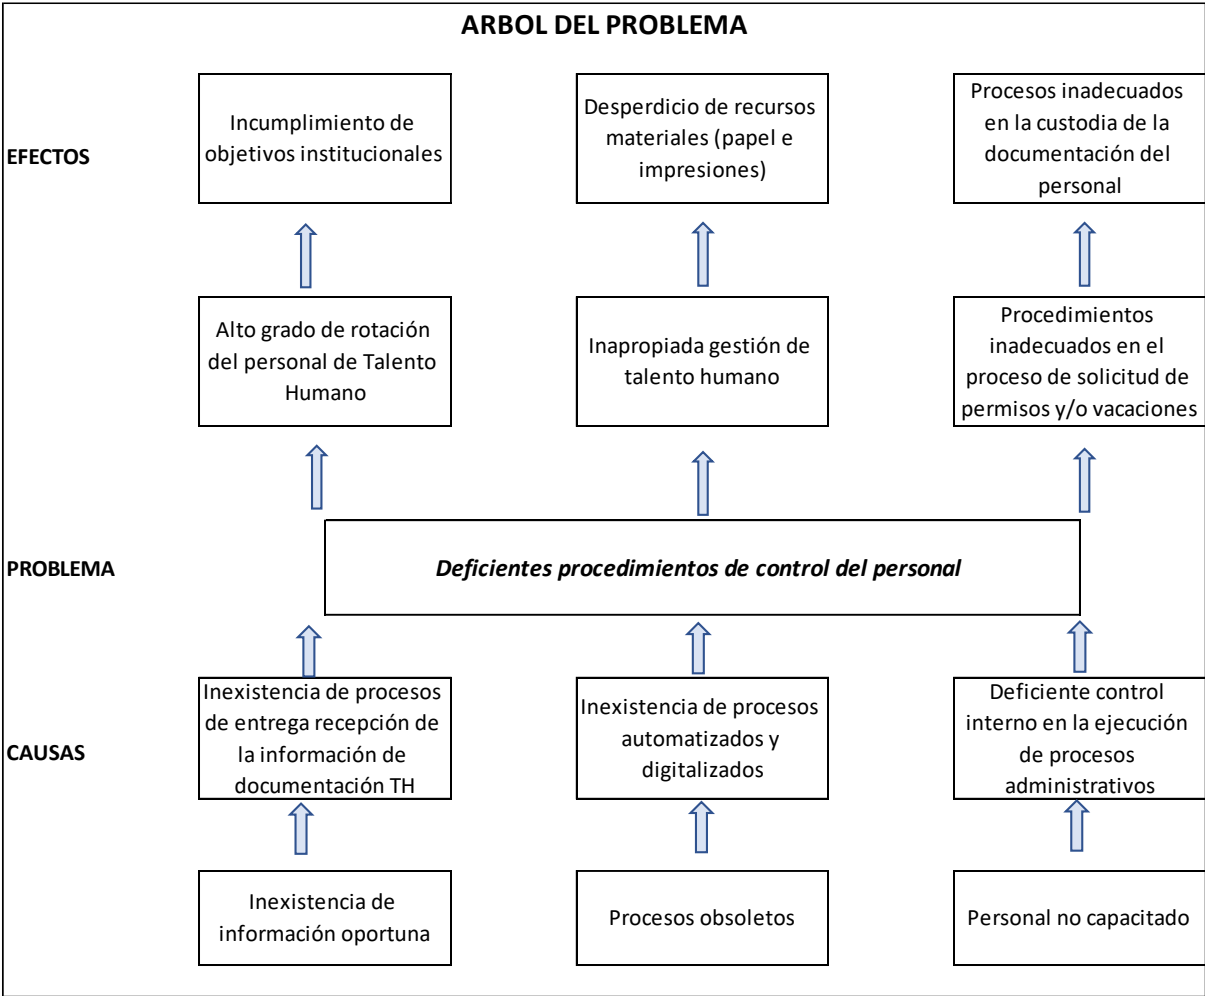 ARBOL DEL PROBLEMA
EFECTOS
Incumplimiento de
objetivos institucionales
Desperdicio de recursos
materiales (papel e
impresiones)
Procesos inadecuados
en la custodia de la
documentación del
personal
Alto grado de rotación
del personal de Talento
Humano
Inapropiada gestión de
talento humano
Procedimientos
inadecuados en el
proceso de solicitud de
permisos y/o vacaciones
PROBLEMA
Deficientes procedimientos de control del personal
CAUSAS
Inexistencia de procesos
de entrega recepción de
la información de
documentación TH
Inexistencia de procesos
automatizados y
digitalizados
Deficiente control
interno en la ejecución
de procesos
administrativos
Inexistencia de
información oportuna
Procesos obsoletos
Personal no capacitado